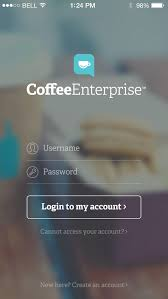 BELL 1:24 PM 98%
CoffeeEnterprise™
Username
Password
Login to my account ›
Cannot access your account? ›
New here? Create an account ›